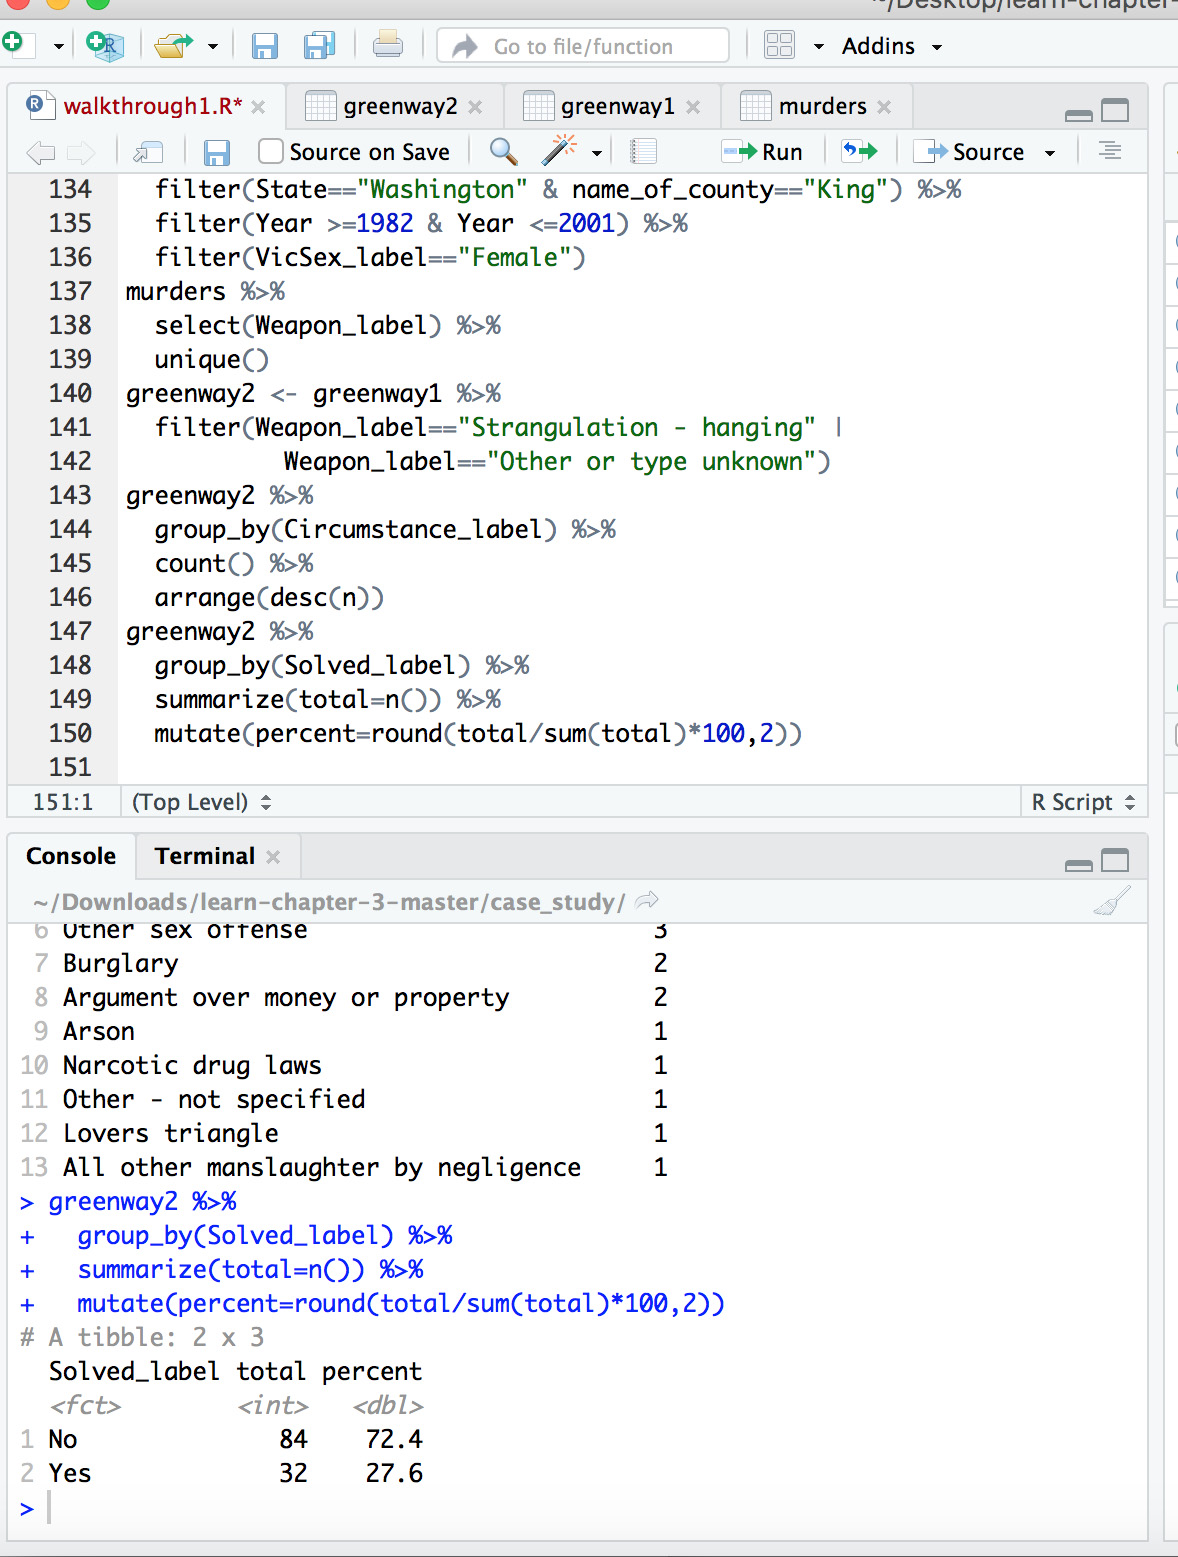 ~/Desktop/learn-chapter-
Go to file/function
Addins
walkthrough1.R*
greenway2
greenway1
murders
Source on Save
Run
Source
134 filter(State=="Washington" & name_of_county=="King") %>%
135 filter(Year >=1982 & Year <=2001) %>%
136 filter(VicSex_label=="Female")
137 murders %>%
138 select(Weapon_label) %>%
139 unique()
140 greenway2 <- greenway1 %>%
141 filter(Weapon_label=="Strangulation - hanging" |
142 Weapon_label=="Other or type unknown")
143 greenway2 %>%
144 group_by(Circumstance_label) %>%
145 count() %>%
146 arrange(desc(n))
147 greenway2 %>%
148 group_by(Solved_label) %>%
149 summarize(total=n()) %>%
150 mutate(percent=round(total/sum(total)*100,2))
151
151:1 (Top Level) R Script
Console Terminal
~/Downloads/learn-chapter-3-master/case_study/
6 Other sex offense 3
7 Burglary 2
8 Argument over money or property 2
9 Arson 1
10 Narcotic drug laws 1
11 Other - not specified 1
12 Lovers triangle 1
13 All other manslaughter by negligence 1
> greenway2 %>%
+ group_by(Solved_label) %>%
+ summarize(total=n()) %>%
+ mutate(percent=round(total/sum(total)*100,2))
# A tibble: 2 x 3
Solved_label total percent
<fct> <int> <dbl>
1 No 84 72.4
2 Yes 32 27.6
>